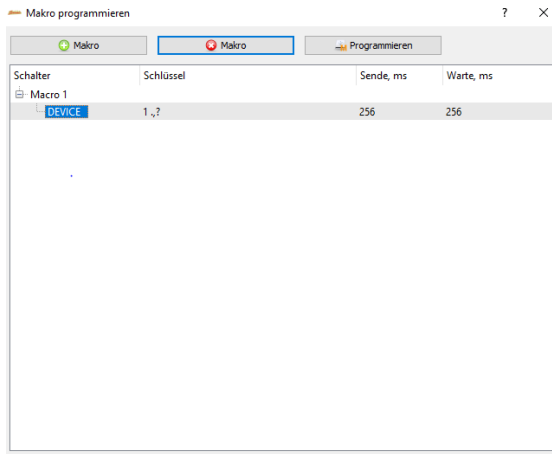 Makro programmieren ? ×
Makro Makro Programmieren
Schalter Schlüssel Sende, ms Warte, ms
Macro 1
DEVICE 1 .,? 256 256